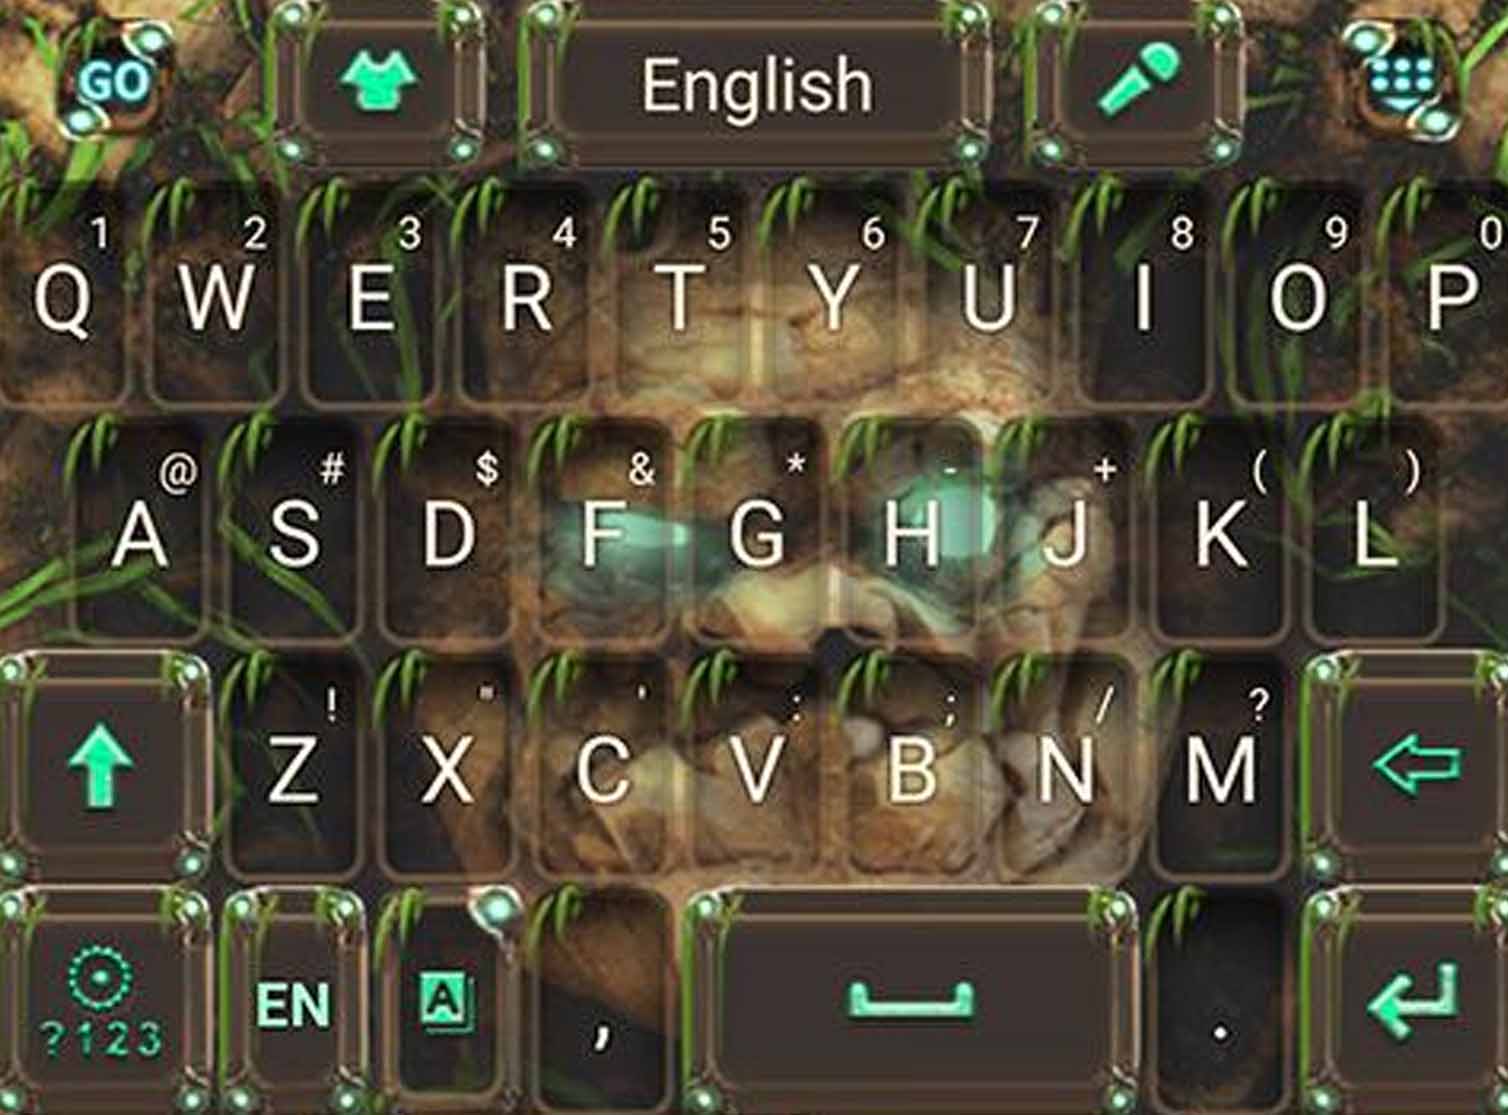 GO English
1 2 3 4 5 6 7 8 9 0
Q W E R T Y U I O P
@ # $ & * - + ( )
A S D F G H J K L
! " ' : ; / ?
Z X C V B N M
?123 EN A , .